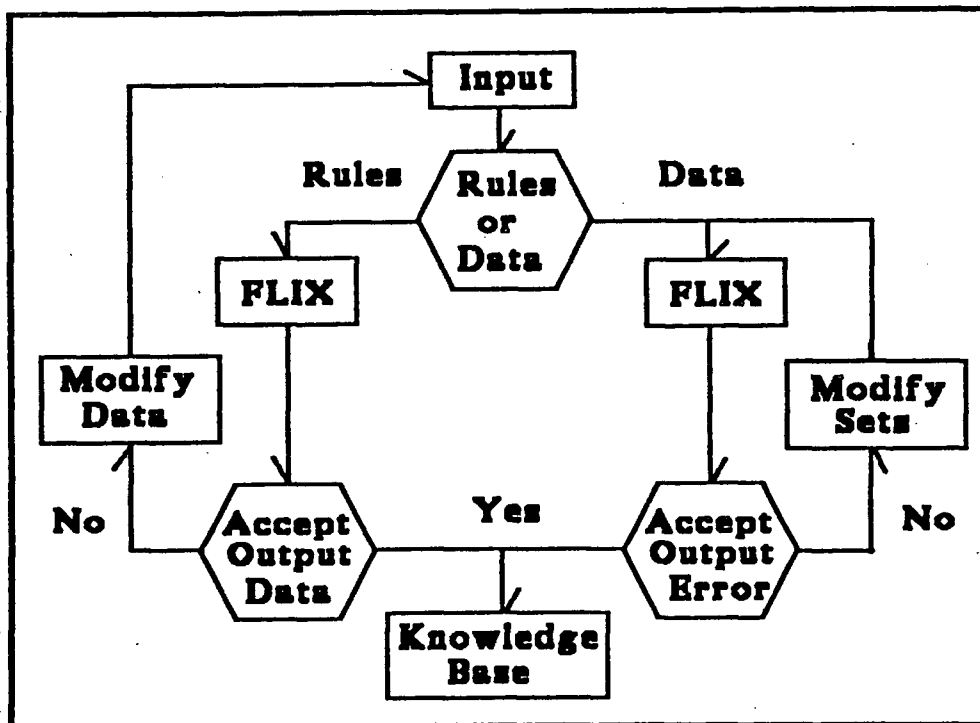 Input
Rules
Data
Rules
or
Data
FLIX
FLIX
Modify
Data
Modify
Sets
No
Accept
Output
Data
Yes
Accept
Output
Error
No
Knowledge
Base